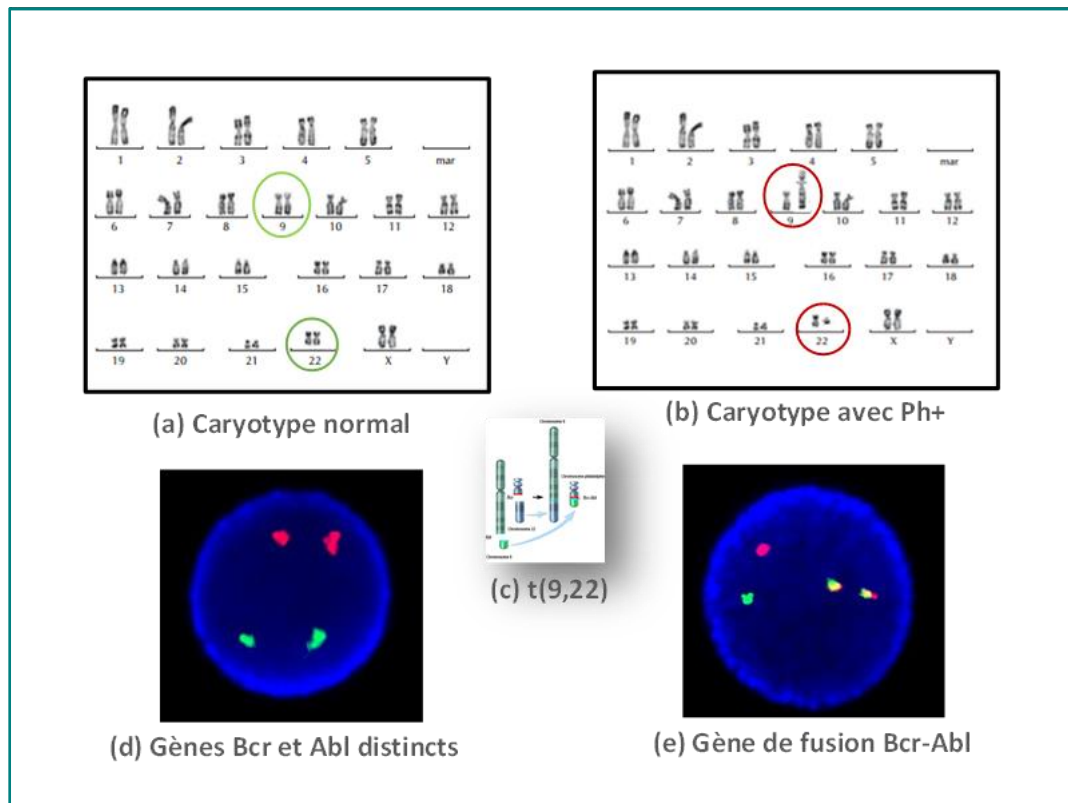 1 2 3 4 5 mar
6 7 8 9 10 11 12
13 14 15 16 17 18
19 20 21 22 X Y
(a) Caryotype normal
1 2 3 4 5 mar
6 7 8 9 10 11 12
13 14 15 16 17 18
19 20 21 22 X Y
(b) Caryotype avec Ph+
Chromosome 22
(c) t(9,22)
(d) Gènes Bcr et Abl distincts
(e) Gène de fusion Bcr-Abl